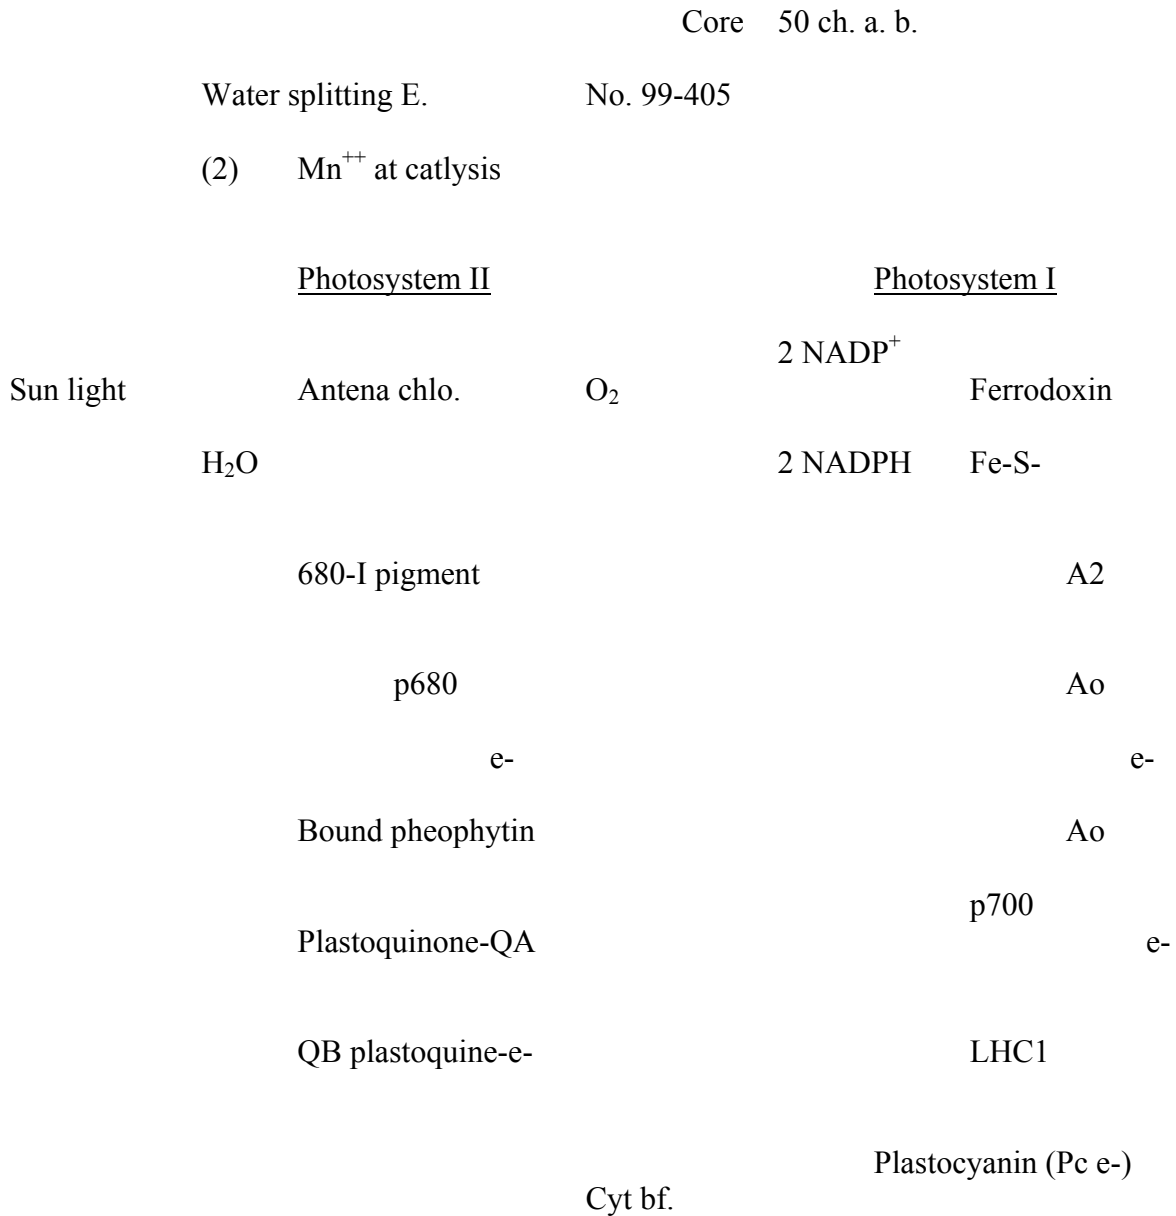 Core 50 ch. a. b.
Water splitting E. No. 99-405
(2) Mn⁺⁺ at catlysis
Photosystem II Photosystem I
2 NADP⁺
Sun light Antena chlo. O₂ Ferrodoxin
H₂O 2 NADPH Fe-S-
680-I pigment A2
p680 Ao
e- e-
Bound pheophytin Ao
p700
Plastoquinone-QA e-
QB plastoquine-e- LHC1
Plastocyanin (Pc e-)
Cyt bf.